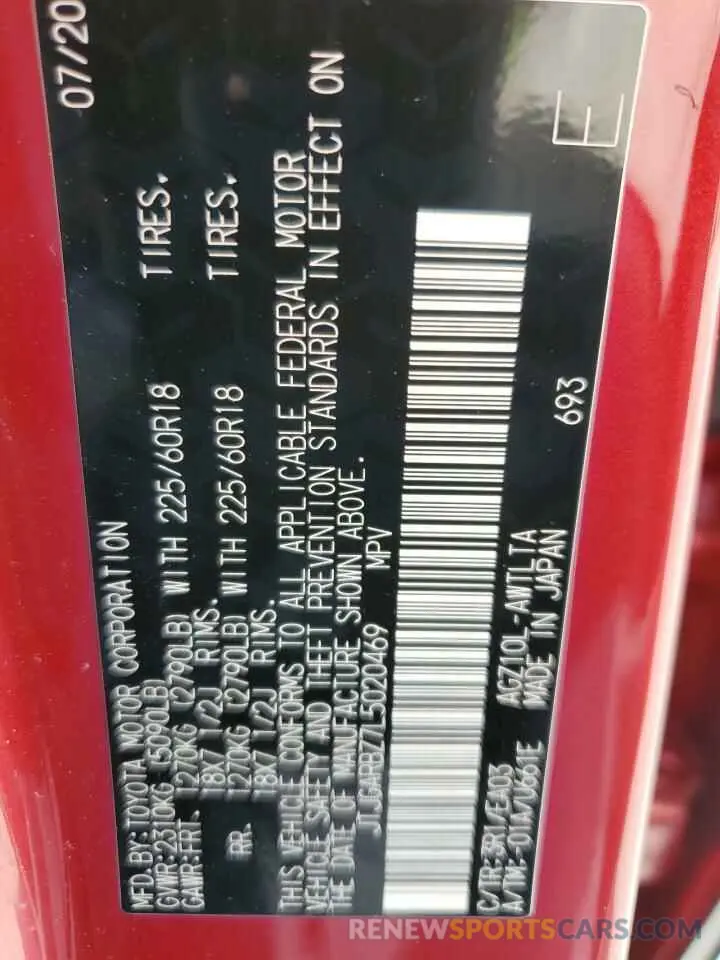 MFD.BY: TOYOTA MOTOR CORPORATION 07/20
GVWR: 2310KG (5090LB)
GAWR: FRT. 1270KG (2790LB) WITH 225/60R18 TIRES.
18X7 1/2J RIMS.
RR. 1270KG (2790LB) WITH 225/60R18 TIRES.
18X7 1/2J RIMS.
THIS VEHICLE CONFORMS TO ALL APPLICABLE FEDERAL MOTOR
VEHICLE SAFETY AND THEFT PREVENTION STANDARDS IN EFFECT ON
THE DATE OF MANUFACTURE SHOWN ABOVE.
JTJGARBZ7L5020469 MPV
C/TR: 3R1/EA03 AGZ10L-AWTLTA
A/TM: -01A/U661E MADE IN JAPAN 693
E
RENEWSPORTSCARS.COM